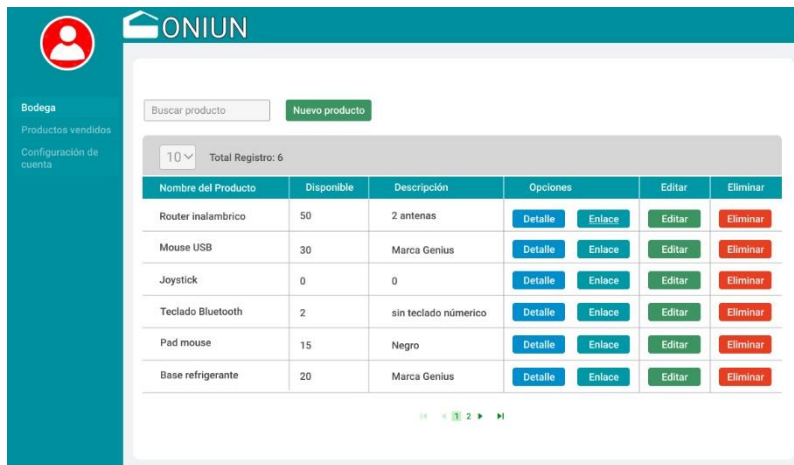 ONIUN
Bodega
Productos vendidos
Configuración de
cuenta
Buscar producto Nuevo producto
10 Total Registro: 6
Nombre del Producto Disponible Descripción Opciones Editar Eliminar
Router inalambrico 50 2 antenas Detalle Enlace Editar Eliminar
Mouse USB 30 Marca Genius Detalle Enlace Editar Eliminar
Joystick 0 0 Detalle Enlace Editar Eliminar
Teclado Bluetooth 2 sin teclado númerico Detalle Enlace Editar Eliminar
Pad mouse 15 Negro Detalle Enlace Editar Eliminar
Base refrigerante 20 Marca Genius Detalle Enlace Editar Eliminar
1 2